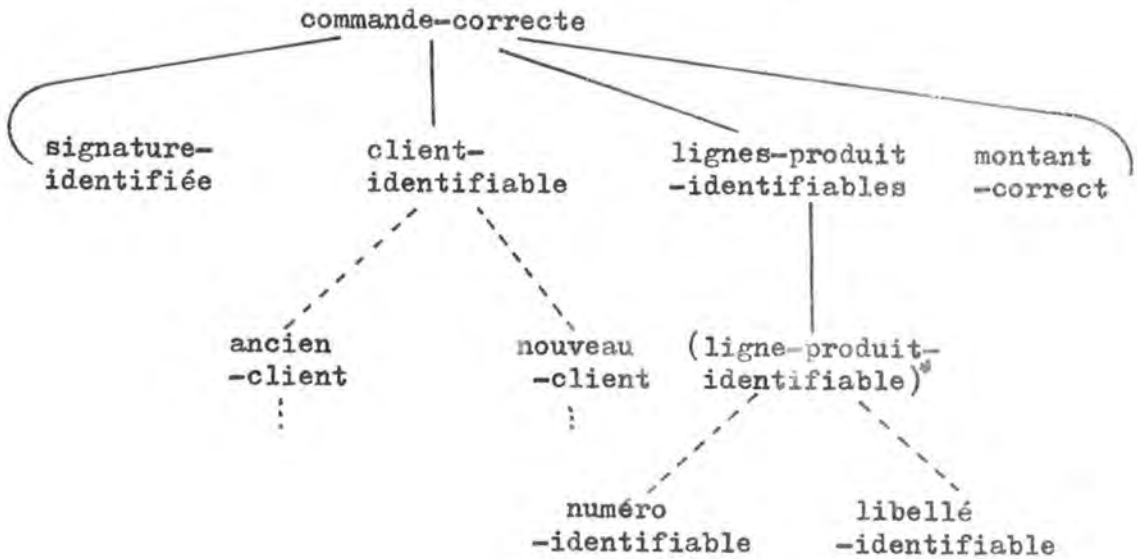 commande-correcte
signature-
identifiée
client-
identifiable
lignes-produit
-identifiables
montant
-correct
ancien
-client
nouveau
-client
(ligne-produit-
identifiable)*
numéro
-identifiable
libellé
-identifiable